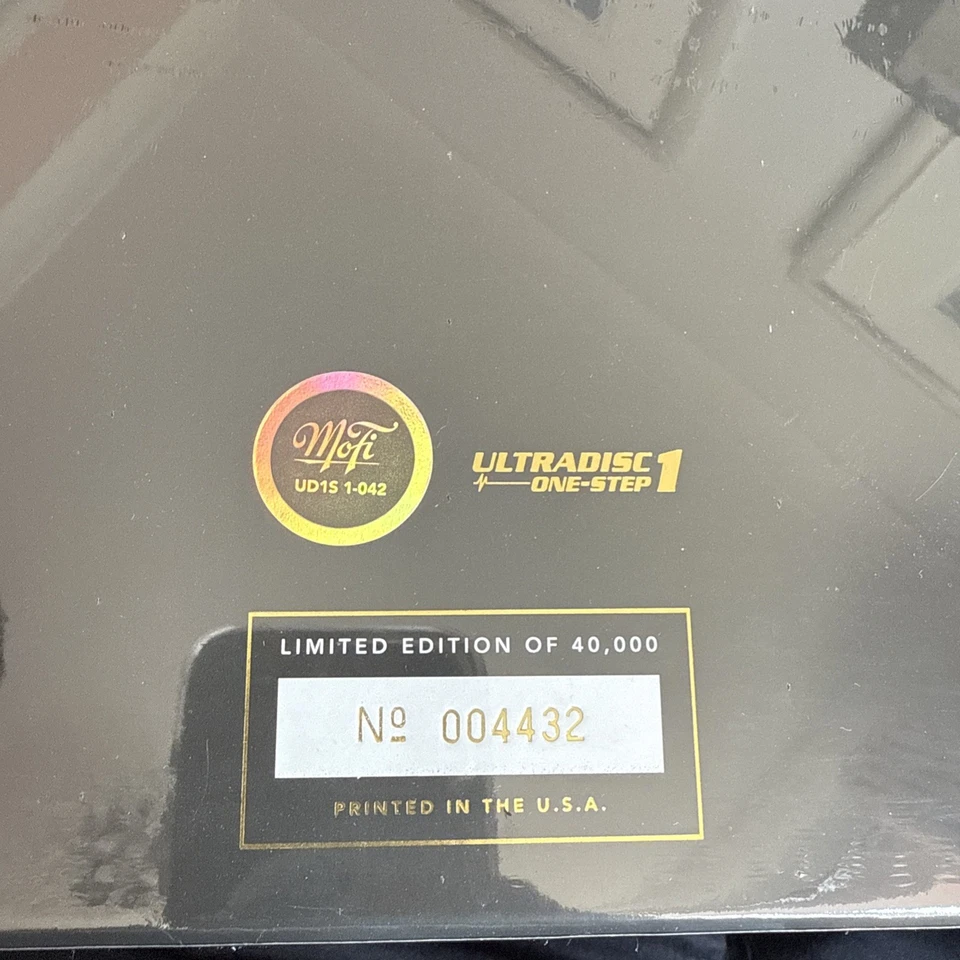 MoFi
UD1S 1-042
ULTRADISC
ONE-STEP 1
LIMITED EDITION OF 40,000
Nº 004432
PRINTED IN THE U.S.A.